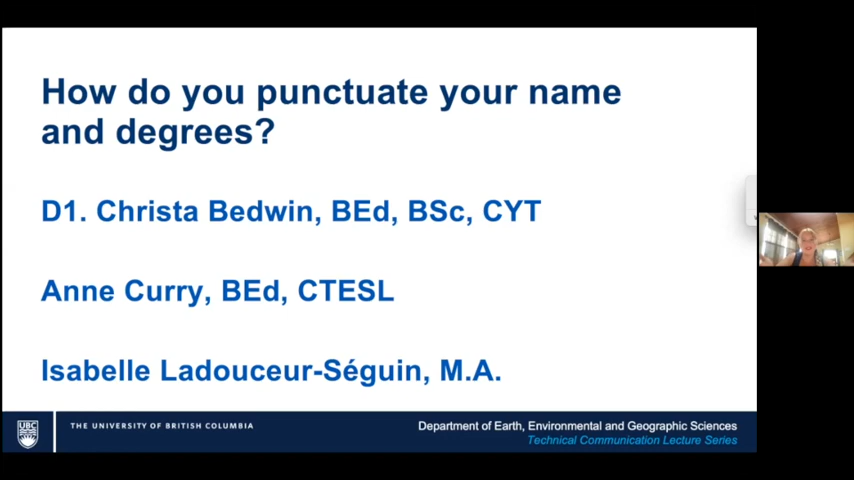 How do you punctuate your name
and degrees?
D1. Christa Bedwin, BEd, BSc, CYT
Anne Curry, BEd, CTESL
Isabelle Ladouceur-Séguin, M.A.
UBC
THE UNIVERSITY OF BRITISH COLUMBIA
Department of Earth, Environmental and Geographic Sciences
Technical Communication Lecture Series